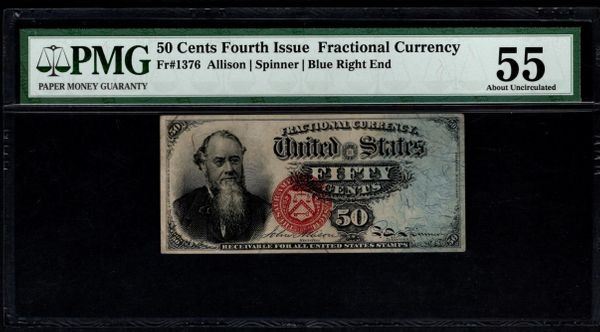 PMG
PAPER MONEY GUARANTY
50 Cents Fourth Issue Fractional Currency
Fr#1376 Allison | Spinner | Blue Right End
55
About Uncirculated
50
FRACTIONAL CURRENCY.
United States
FIFTY
CENTS
50
RECEIVABLE FOR ALL UNITED STATES STAMPS